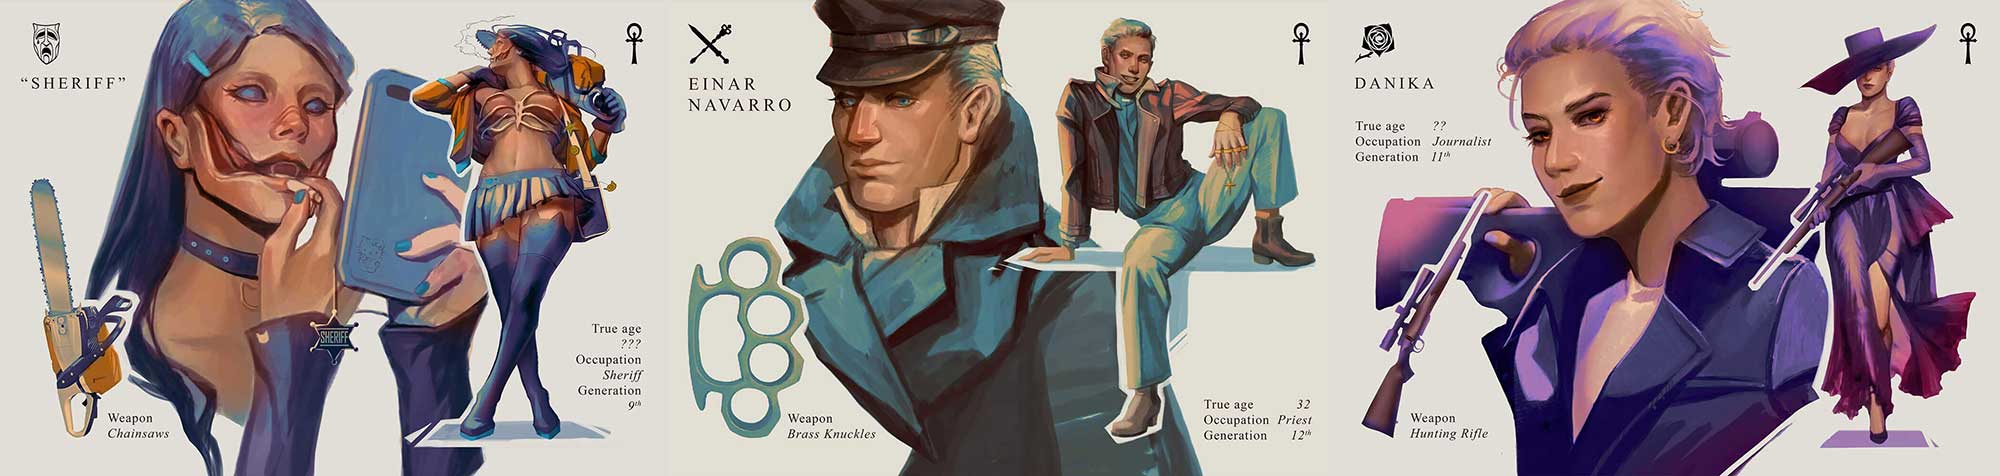 "SHERIFF"
SHERIFF
True age
???
Occupation
Sheriff
Generation
9th
Weapon
Chainsaws
EINAR
NAVARRO
Weapon
Brass Knuckles
True age 32
Occupation Priest
Generation 12th
DANIKA
True age ??
Occupation Journalist
Generation 11th
Weapon
Hunting Rifle